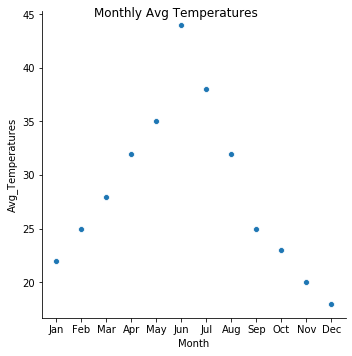 Monthly Avg Temperatures
45
40
35
30
25
20
Avg_Temperatures
Jan Feb Mar Apr May Jun Jul Aug Sep Oct Nov Dec
Month